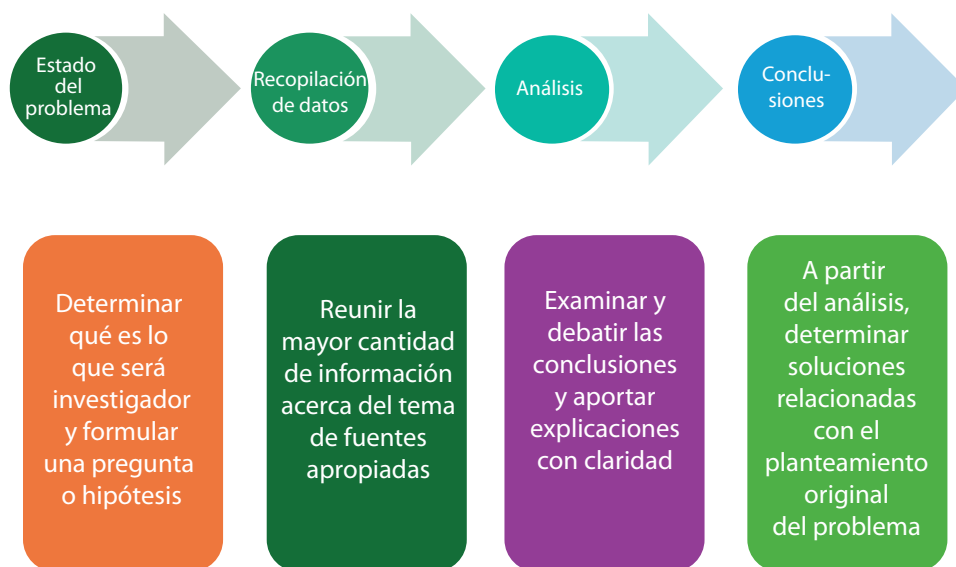 Estado
del
problema
Recopilación
de datos
Análisis
Conclu-
siones
Determinar
qué es lo
que será
investigador
y formular
una pregunta
o hipótesis
Reunir la
mayor cantidad
de información
acerca del tema
de fuentes
apropiadas
Examinar y
debatir las
conclusiones
y aportar
explicaciones
con claridad
A partir
del análisis,
determinar
soluciones
relacionadas
con el
planteamiento
original
del problema